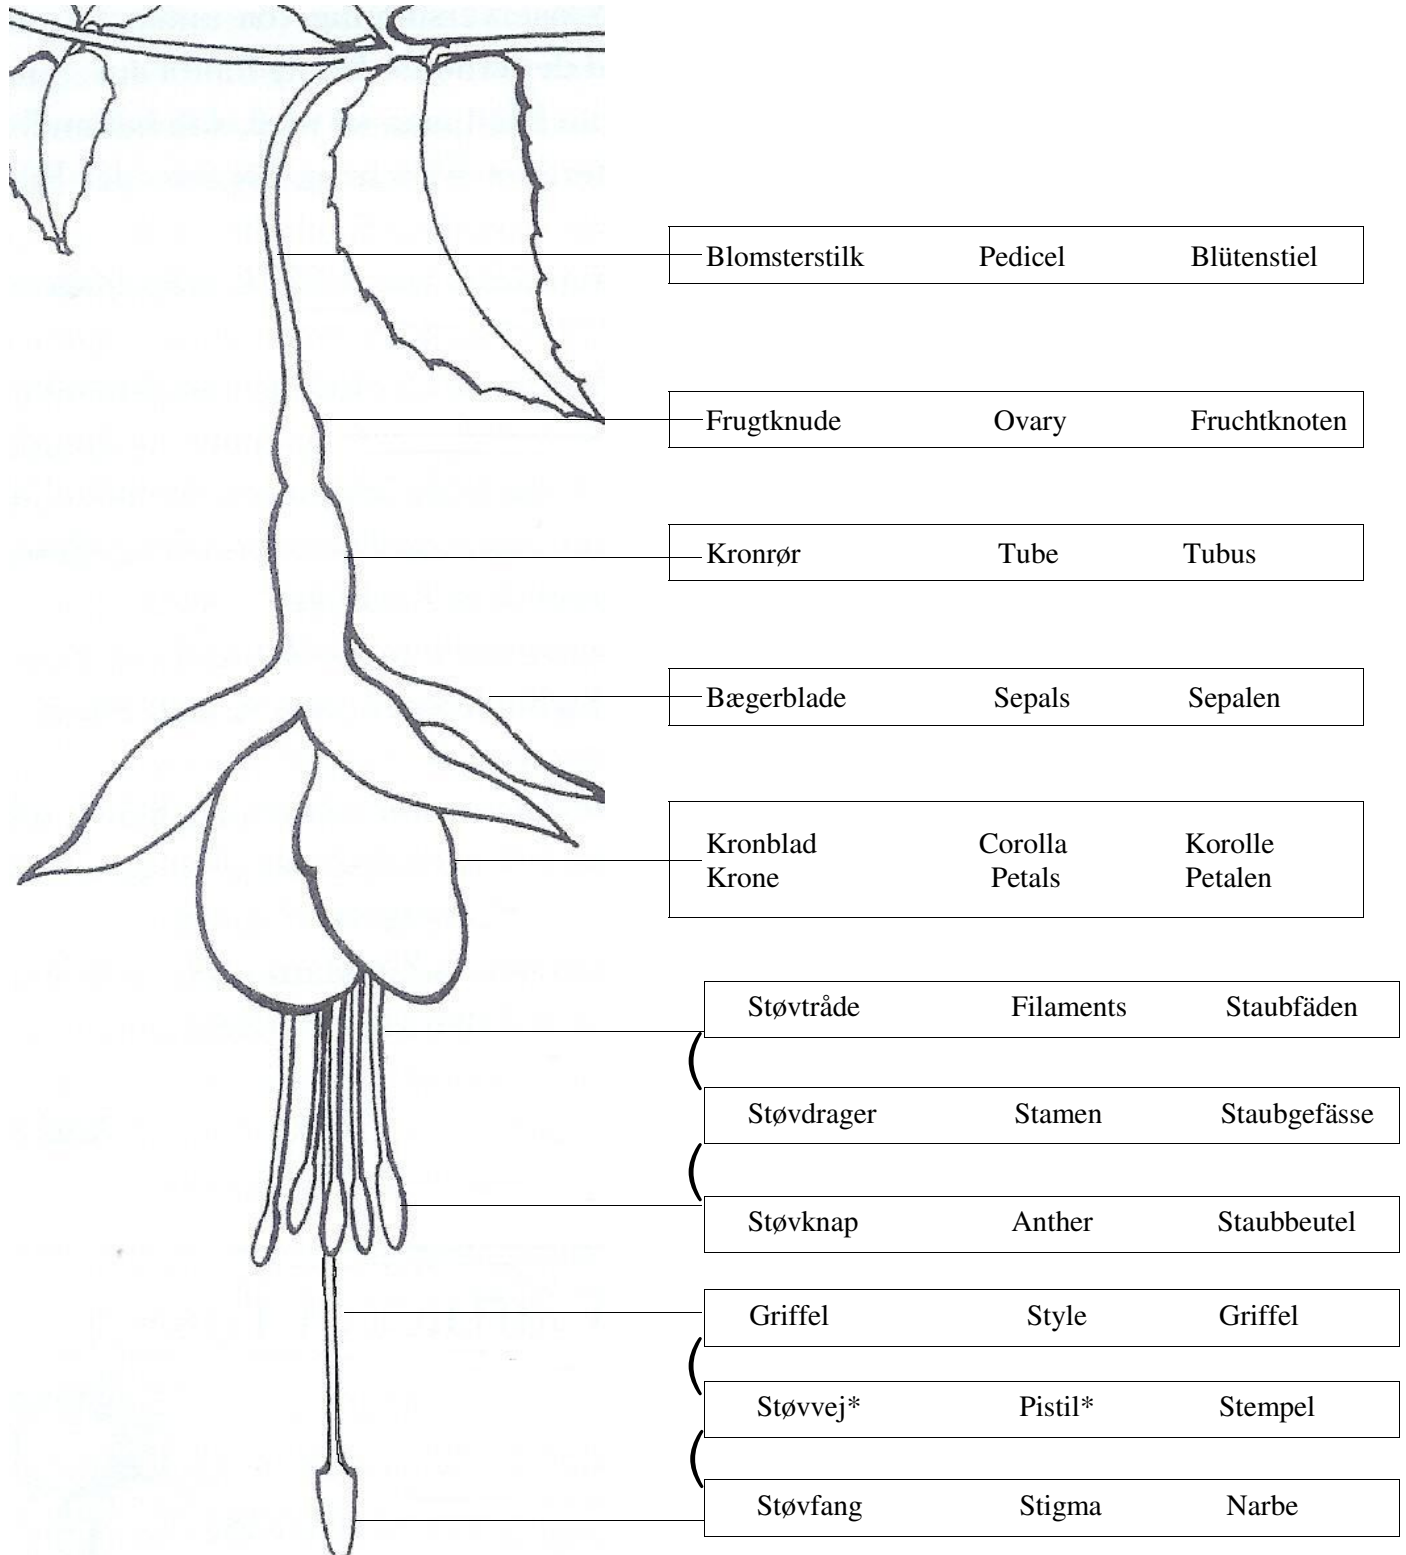 Blomsterstilk Pedicel Blütenstiel
Frugtknude Ovary Fruchtknoten
Kronrør Tube Tubus
Bægerblade Sepals Sepalen
Kronblad Corolla Korolle
Krone Petals Petalen
Støvtråde Filaments Staubfäden
Støvdrager Stamen Staubgefässe
Støvknap Anther Staubbeutel
Griffel Style Griffel
Støvvej* Pistil* Stempel
Støvfang Stigma Narbe